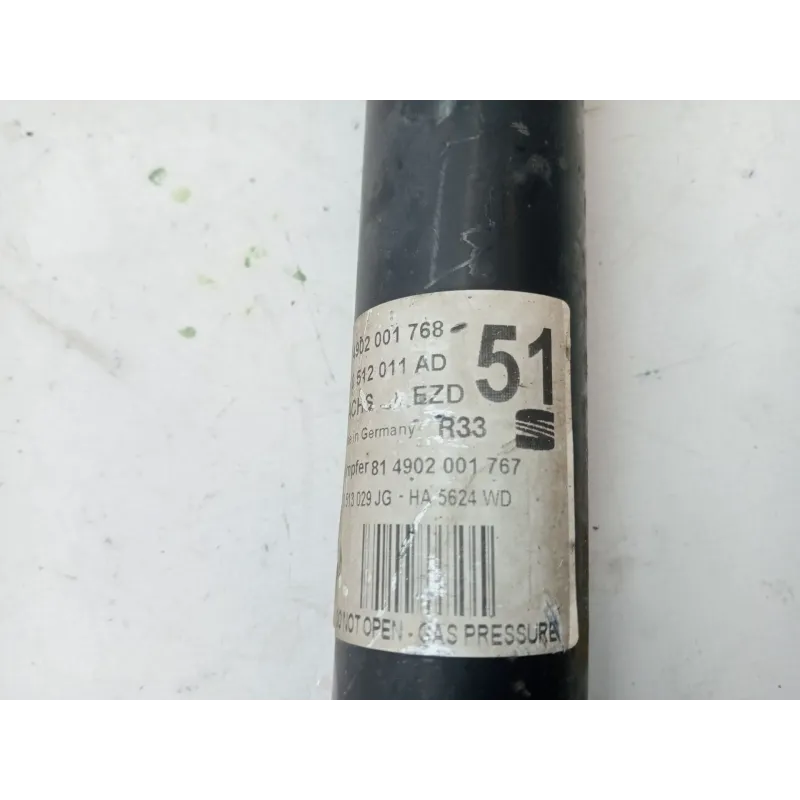 4902 001 768
512 011 AD
51
EZD
in Germany R33
mpfer 81 4902 001 767
513 029 JG - HA 5624 WD
NOT OPEN - GAS PRESSURE